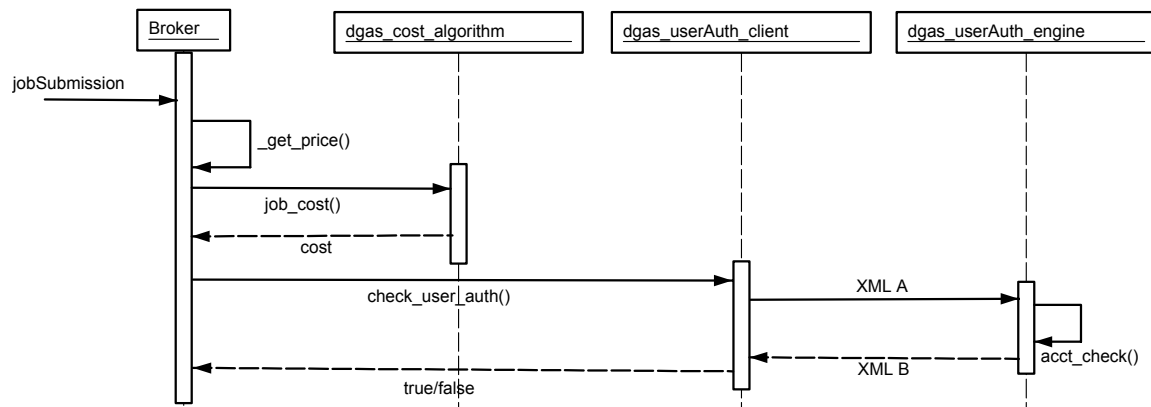 Broker
dgas_cost_algorithm
dgas_userAuth_client
dgas_userAuth_engine
jobSubmission
_get_price()
job_cost()
cost
check_user_auth()
XML A
acct_check()
XML B
true/false